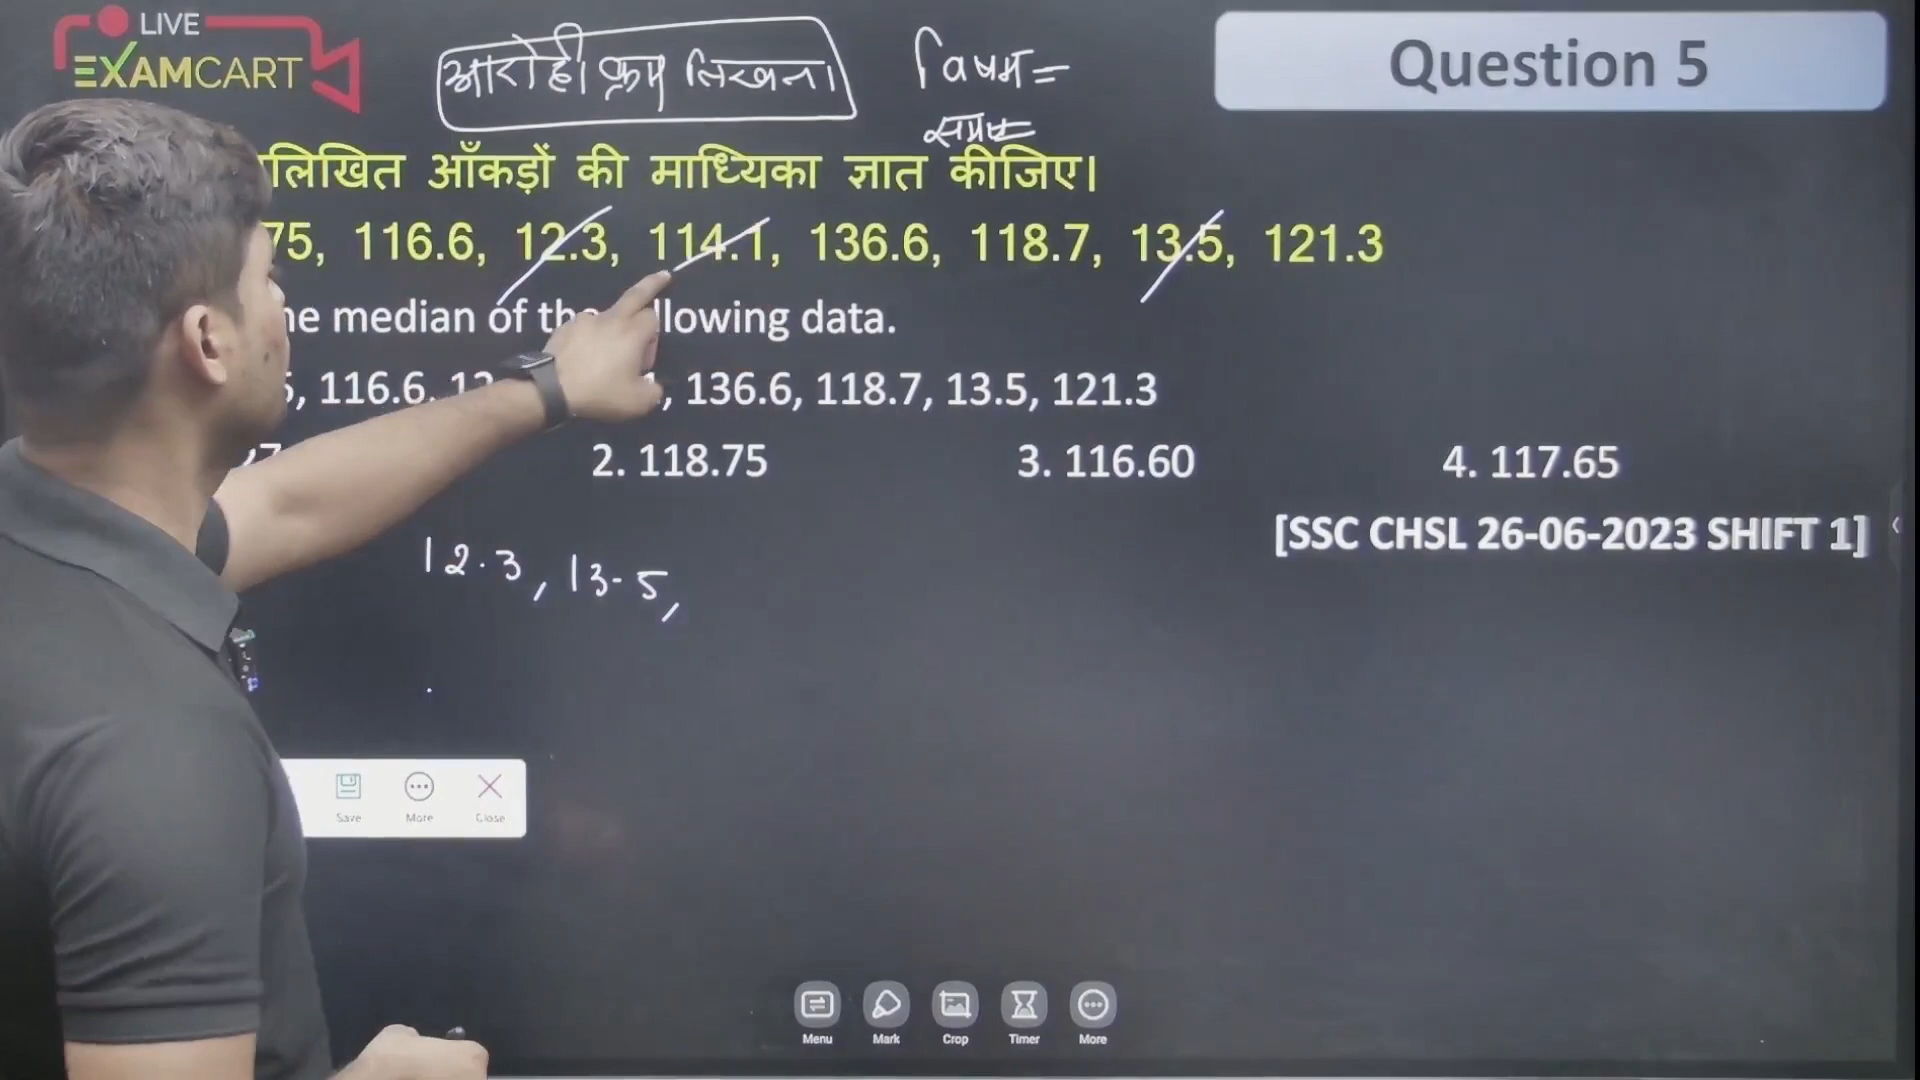 LIVE
EXAMCART
आरोही क्रम लिखना।
विषम =
सम =
Question 5
लिखित आँकड़ों की माध्यिका ज्ञात कीजिए।
75, 116.6, 12.3, 114.1, 136.6, 118.7, 13.5, 121.3
median of the following data.
116.6, 136.6, 118.7, 13.5, 121.3
2. 118.75 3. 116.60 4. 117.65
[SSC CHSL 26-06-2023 SHIFT 1]
12.3, 13.5,
Save More Close
Menu Mark Crop Timer More